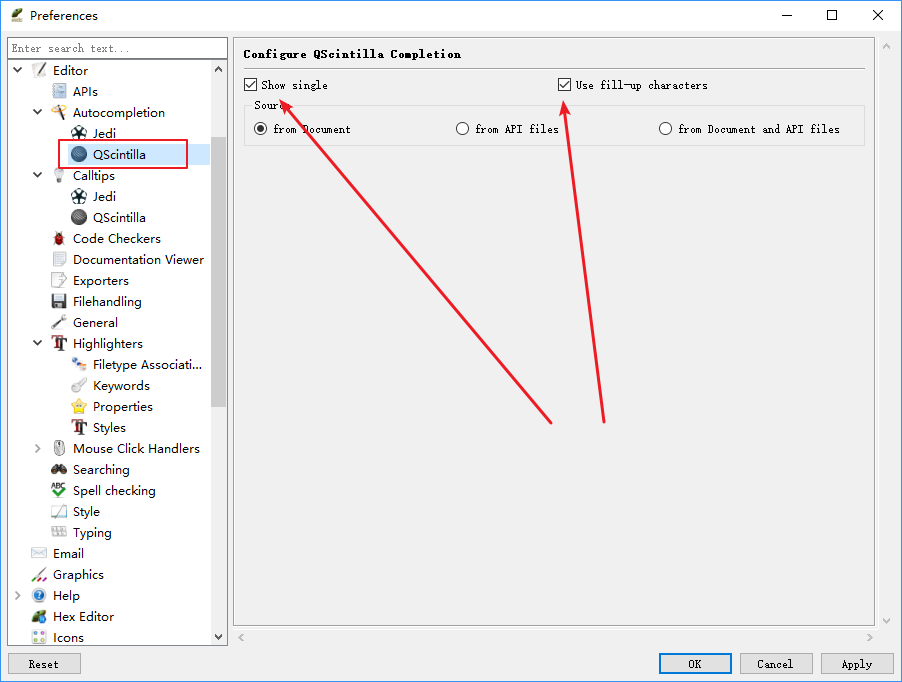 Preferences
Enter search text...
Editor
APIs
Autocompletion
Jedi
QScintilla
Calltips
Jedi
QScintilla
Code Checkers
Documentation Viewer
Exporters
Filehandling
General
Highlighters
Filetype Associati...
Keywords
Properties
Styles
Mouse Click Handlers
Searching
Spell checking
Style
Typing
Email
Graphics
Help
Hex Editor
Icons
Configure QScintilla Completion
Show single
Use fill-up characters
from Document
from API files
from Document and API files
Reset
OK
Cancel
Apply